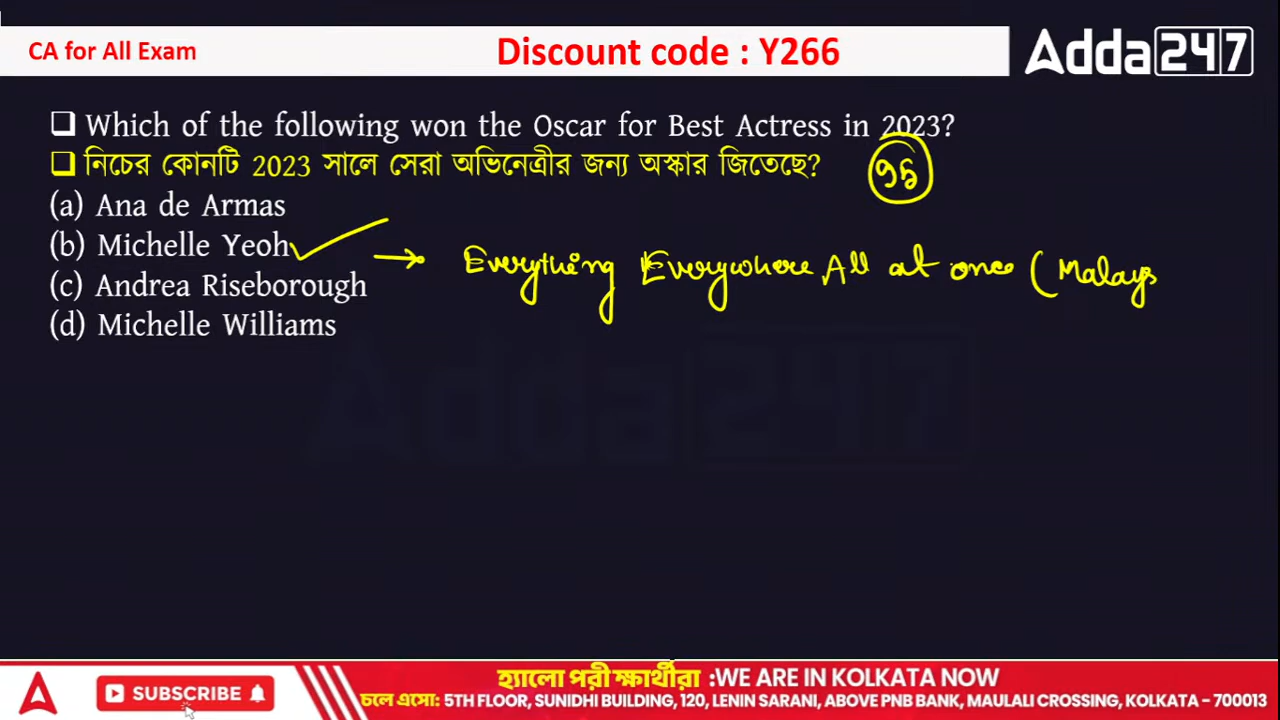 CA for All Exam
Discount code : Y266
Adda247
Which of the following won the Oscar for Best Actress in 2023?
নিচের কোনটি 2023 সালে সেরা অভিনেত্রীর জন্য অস্কার জিতেছে?
95
(a) Ana de Armas
(b) Michelle Yeoh
→ Everything Everywhere All at once (Malays
(c) Andrea Riseborough
(d) Michelle Williams
Adda247
হ্যালো পরীক্ষার্থীরা :WE ARE IN KOLKATA NOW
SUBSCRIBE
চলে এসো: 5TH FLOOR, SUNIDHI BUILDING, 120, LENIN SARANI, ABOVE PNB BANK, MAULALI CROSSING, KOLKATA - 700013